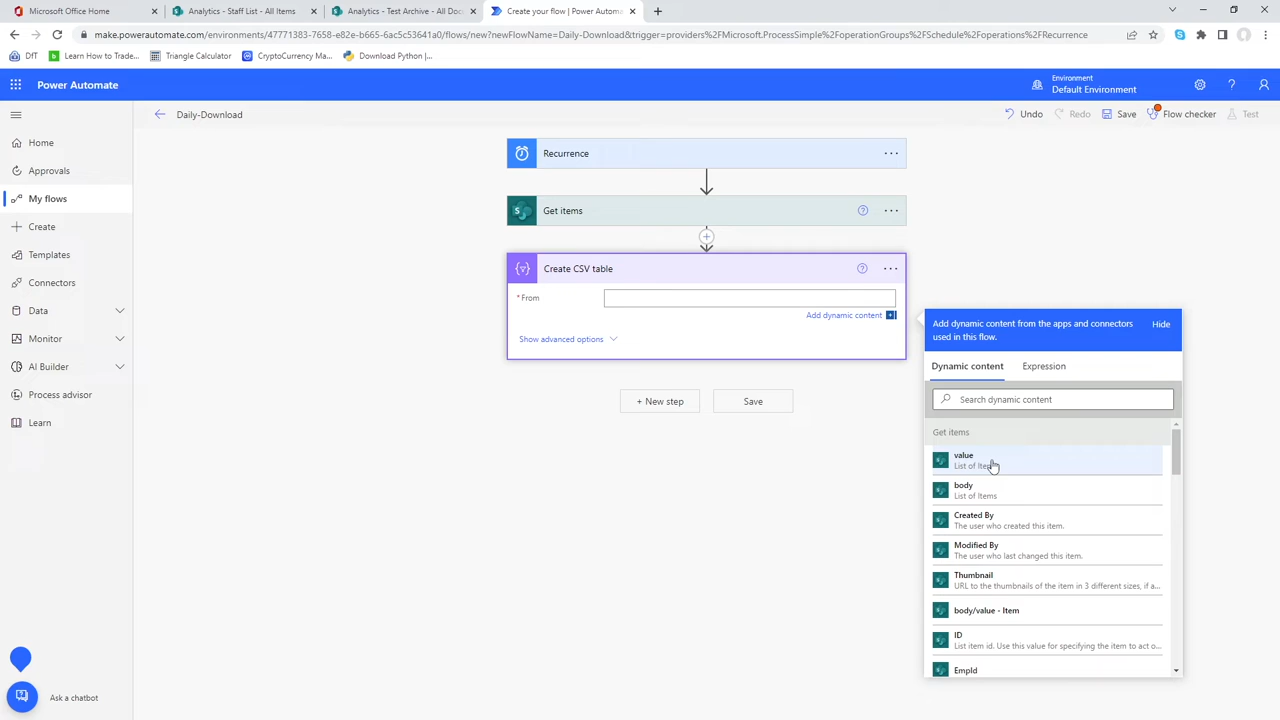 Microsoft Office Home
Analytics - Staff List - All Items
Analytics - Test Archive - All Doc
Create your flow | Power Automate
make.powerautomate.com/environments/47771383-7658-e82e-b665-6ac5c53641a0/flows/new?newFlowName=Daily-Download&trigger=providers%2FMicrosoft.ProcessSimple%2FoperationGroups%2FSchedule%2Foperations%2FRecurrence
DfT
Learn How to Trade...
Triangle Calculator
CryptoCurrency Ma...
Download Python |...
Power Automate
Environment
Default Environment
Daily-Download
Undo
Redo
Save
Flow checker
Test
Home
Approvals
My flows
Create
Templates
Connectors
Data
Monitor
AI Builder
Process advisor
Learn
Ask a chatbot
Recurrence
Get items
Create CSV table
* From
Add dynamic content
Show advanced options
+ New step
Save
Add dynamic content from the apps and connectors
used in this flow.
Hide
Dynamic content
Expression
Search dynamic content
Get items
value
List of Items
body
List of Items
Created By
The user who created this item.
Modified By
The user who last changed this item.
Thumbnail
URL to the thumbnails of the item in 3 different sizes, if a...
body/value - Item
ID
List item id. Use this value for specifying the item to act o...
EmpId